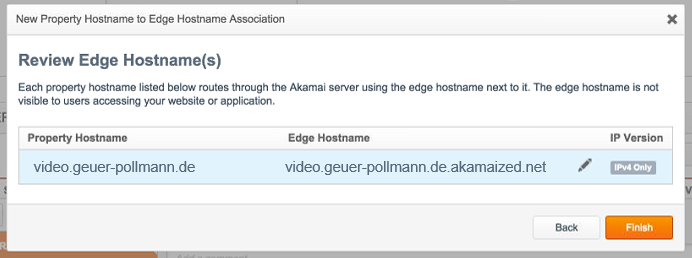 New Property Hostname to Edge Hostname Association
Review Edge Hostname(s)
Each property hostname listed below routes through the Akamai server using the edge hostname next to it. The edge hostname is not
visible to users accessing your website or application.
Property Hostname Edge Hostname IP Version
video.geuer-pollmann.de video.geuer-pollmann.de.akamaized.net IPv4 Only
Back Finish
Add a comment